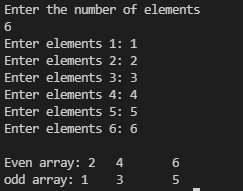 Enter the number of elements
6
Enter elements 1: 1
Enter elements 2: 2
Enter elements 3: 3
Enter elements 4: 4
Enter elements 5: 5
Enter elements 6: 6
Even array: 2 4 6
odd array: 1 3 5